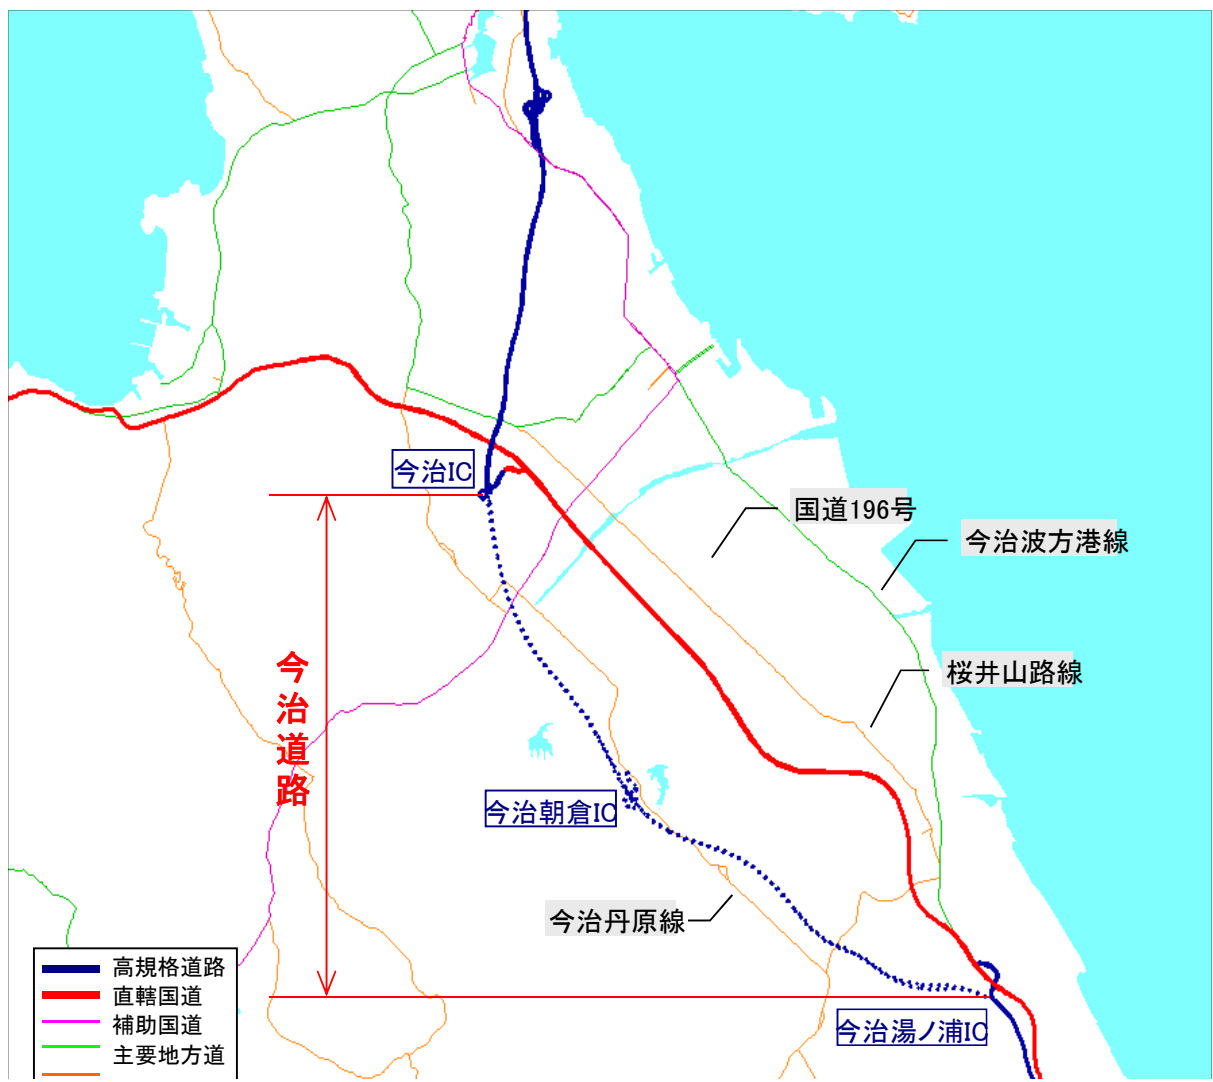 今治IC
国道196号
今治波方港線
桜井山路線
今治道路
今治朝倉IC
今治丹原線
今治湯ノ浦IC
高規格道路
直轄国道
補助国道
主要地方道